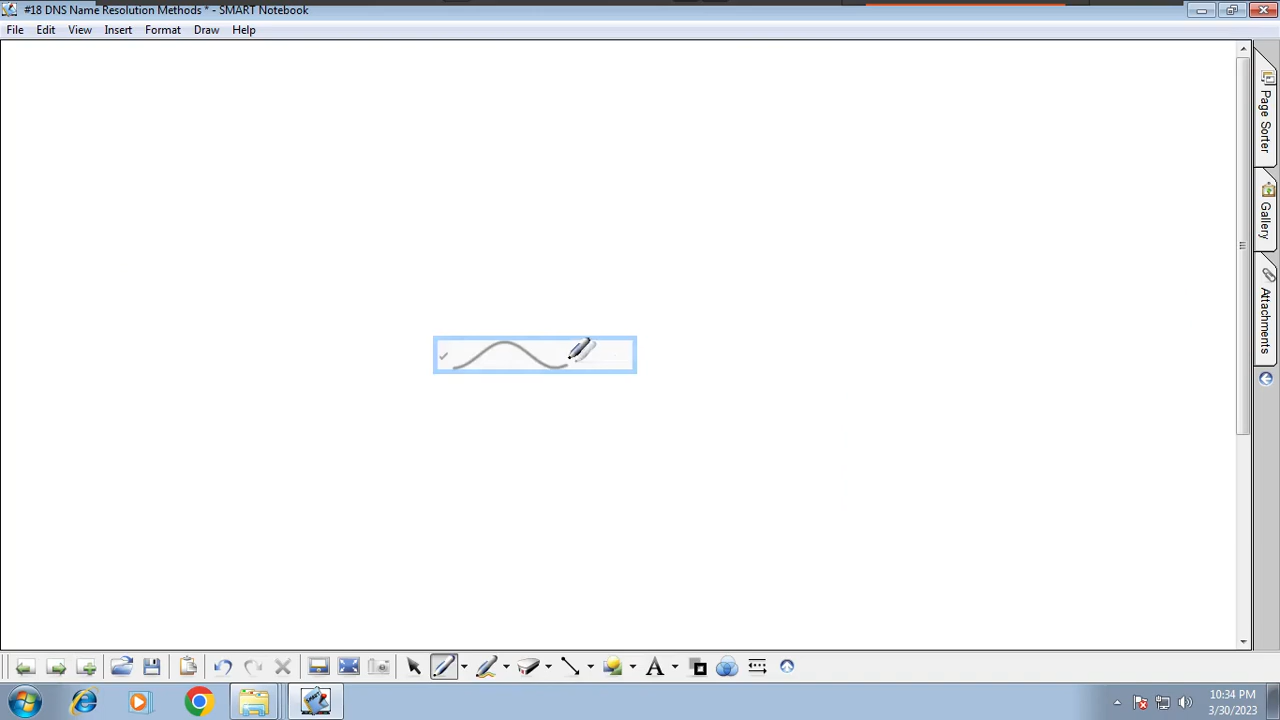 #18 DNS Name Resolution Methods * - SMART Notebook
File Edit View Insert Format Draw Help
Page Sorter
Gallery
Attachments
A
10:34 PM
3/30/2023